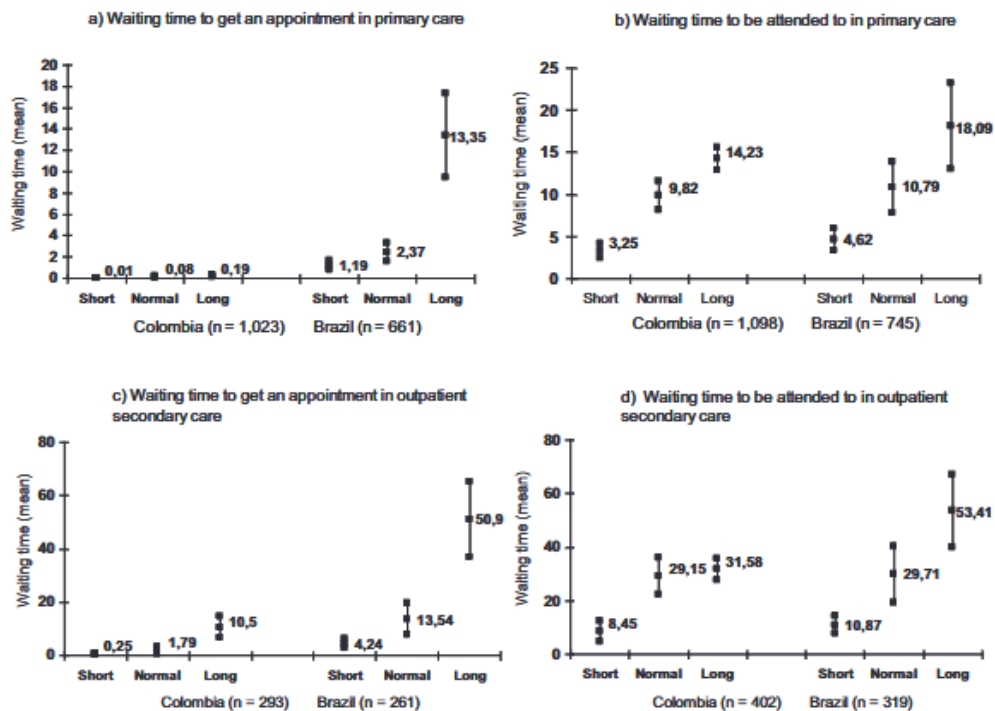 a) Waiting time to get an appointment in primary care
Waiting time (mean)
20
18
16
14
12
10
8
6
4
2
0
0,01
0,08
0,19
1,19
2,37
13,35
Short Normal Long Short Normal Long
Colombia (n = 1,023) Brazil (n = 661)
b) Waiting time to be attended to in primary care
Waiting time (mean)
25
20
15
10
5
0
3,25
9,82
14,23
4,62
10,79
18,09
Short Normal Long Short Normal Long
Colombia (n = 1,098) Brazil (n = 745)
c) Waiting time to get an appointment in outpatient
secondary care
Waiting time (mean)
80
60
40
20
0
0,25
1,79
10,5
4,24
13,54
50,9
Short Normal Long Short Normal Long
Colombia (n = 293) Brazil (n = 261)
d) Waiting time to be attended to in outpatient
secondary care
Waiting time (mean)
80
60
40
20
0
8,45
29,15
31,58
10,87
29,71
53,41
Short Normal Long Short Normal Long
Colombia (n = 402) Brazil (n = 319)